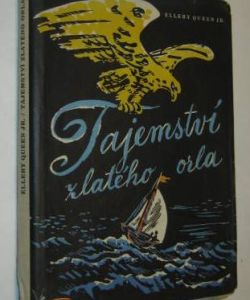 ELLERY QUEEN JR.
Tajemství
zlatého orla
ELLERY QUEEN JR. / TAJEMSTVÍ ZLATÉHO ORLA